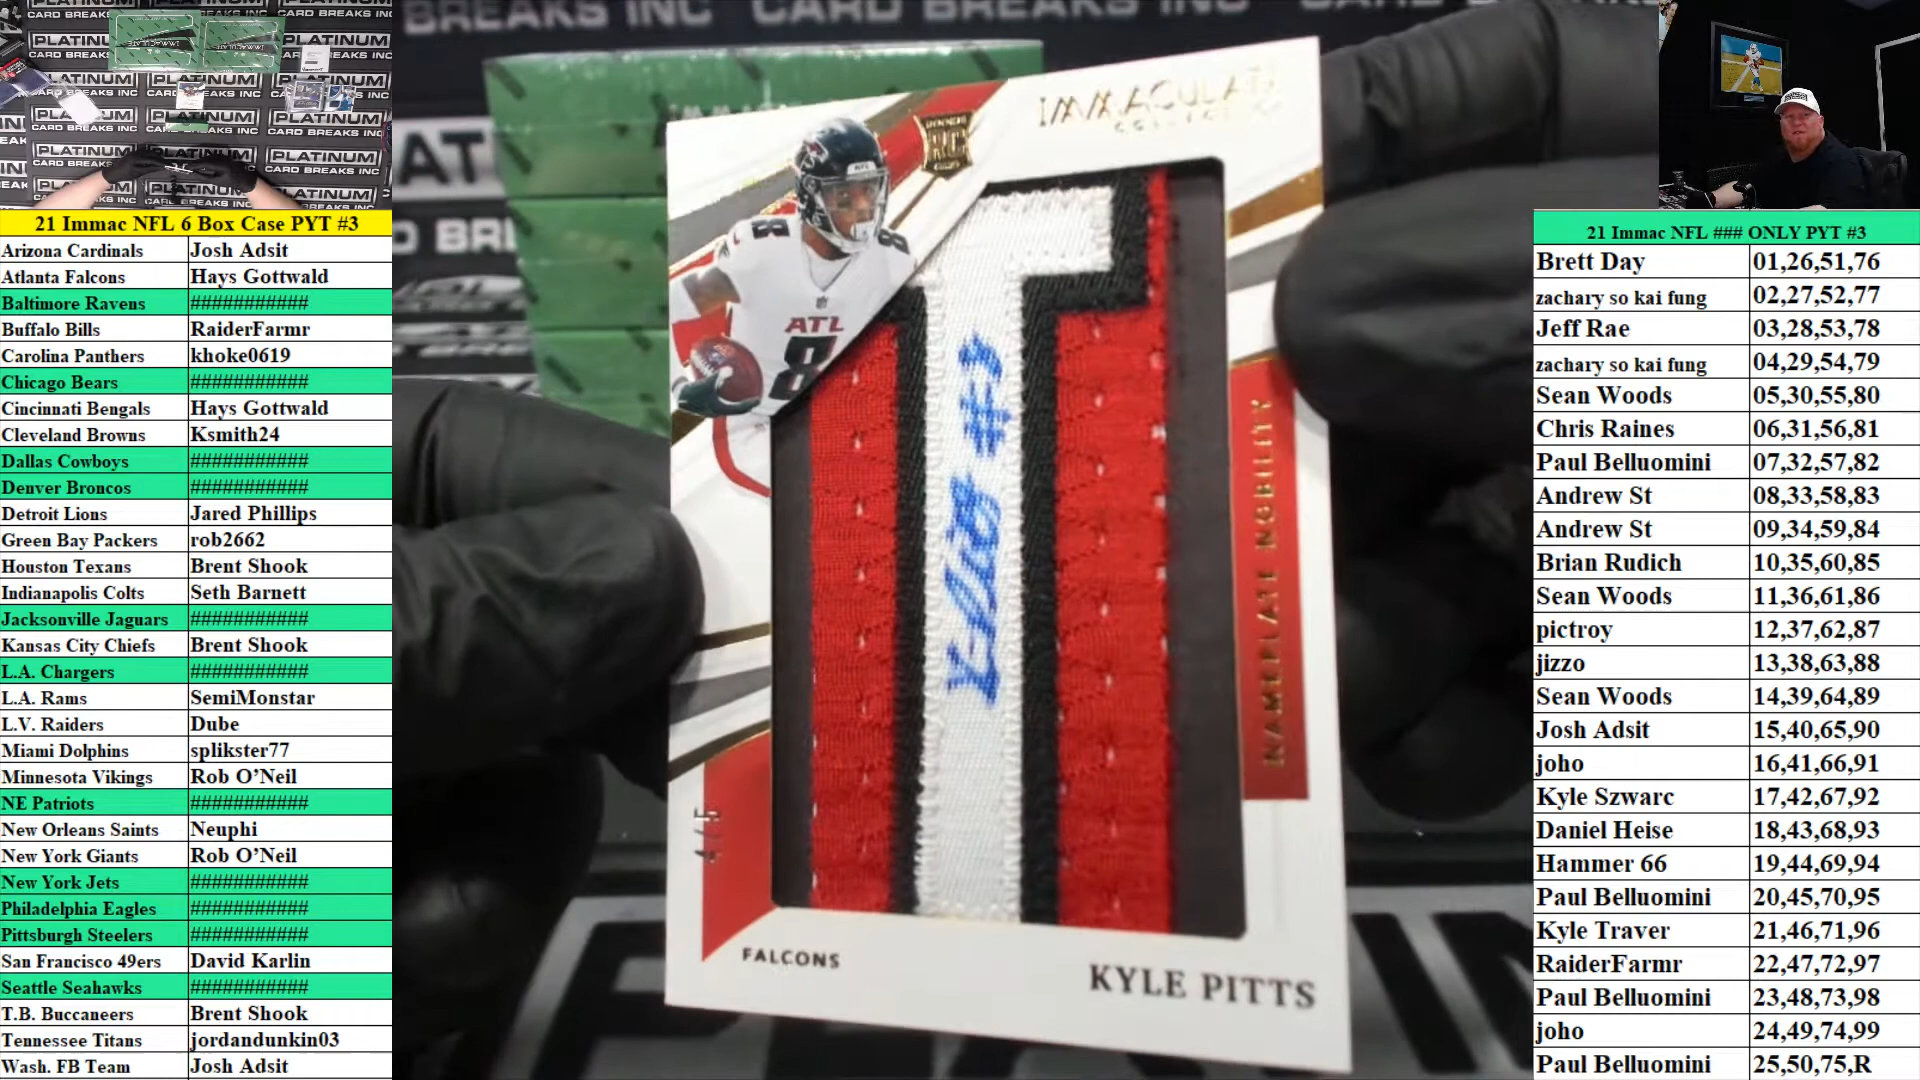 21 Immac NFL 6 Box Case PYT #3
Arizona Cardinals Josh Adsit
Atlanta Falcons Hays Gottwald
Baltimore Ravens ###########
Buffalo Bills RaiderFarmr
Carolina Panthers khoke0619
Chicago Bears ###########
Cincinnati Bengals Hays Gottwald
Cleveland Browns Ksmith24
Dallas Cowboys ###########
Denver Broncos ###########
Detroit Lions Jared Phillips
Green Bay Packers rob2662
Houston Texans Brent Shook
Indianapolis Colts Seth Barnett
Jacksonville Jaguars ###########
Kansas City Chiefs Brent Shook
L.A. Chargers ###########
L.A. Rams SemiMonstar
L.V. Raiders Dube
Miami Dolphins splikster77
Minnesota Vikings Rob O’Neil
NE Patriots ###########
New Orleans Saints Neuphi
New York Giants Rob O’Neil
New York Jets ###########
Philadelphia Eagles ###########
Pittsburgh Steelers ###########
San Francisco 49ers David Karlin
Seattle Seahawks ###########
T.B. Buccaneers Brent Shook
Tennessee Titans jordandunkin03
Wash. FB Team Josh Adsit
PLATINUM
CARD BREAKS INC
IMMACULATE
COLLECTION
RC
ATL
8
#8
NAMEPLATE NOBILITY
4/5
FALCONS
KYLE PITTS
21 Immac NFL ### ONLY PYT #3
Brett Day 01,26,51,76
zachary so kai fung 02,27,52,77
Jeff Rae 03,28,53,78
zachary so kai fung 04,29,54,79
Sean Woods 05,30,55,80
Chris Raines 06,31,56,81
Paul Belluomini 07,32,57,82
Andrew St 08,33,58,83
Andrew St 09,34,59,84
Brian Rudich 10,35,60,85
Sean Woods 11,36,61,86
pictroy 12,37,62,87
jizzo 13,38,63,88
Sean Woods 14,39,64,89
Josh Adsit 15,40,65,90
joho 16,41,66,91
Kyle Szwarc 17,42,67,92
Daniel Heise 18,43,68,93
Hammer 66 19,44,69,94
Paul Belluomini 20,45,70,95
Kyle Traver 21,46,71,96
RaiderFarmr 22,47,72,97
Paul Belluomini 23,48,73,98
joho 24,49,74,99
Paul Belluomini 25,50,75,R